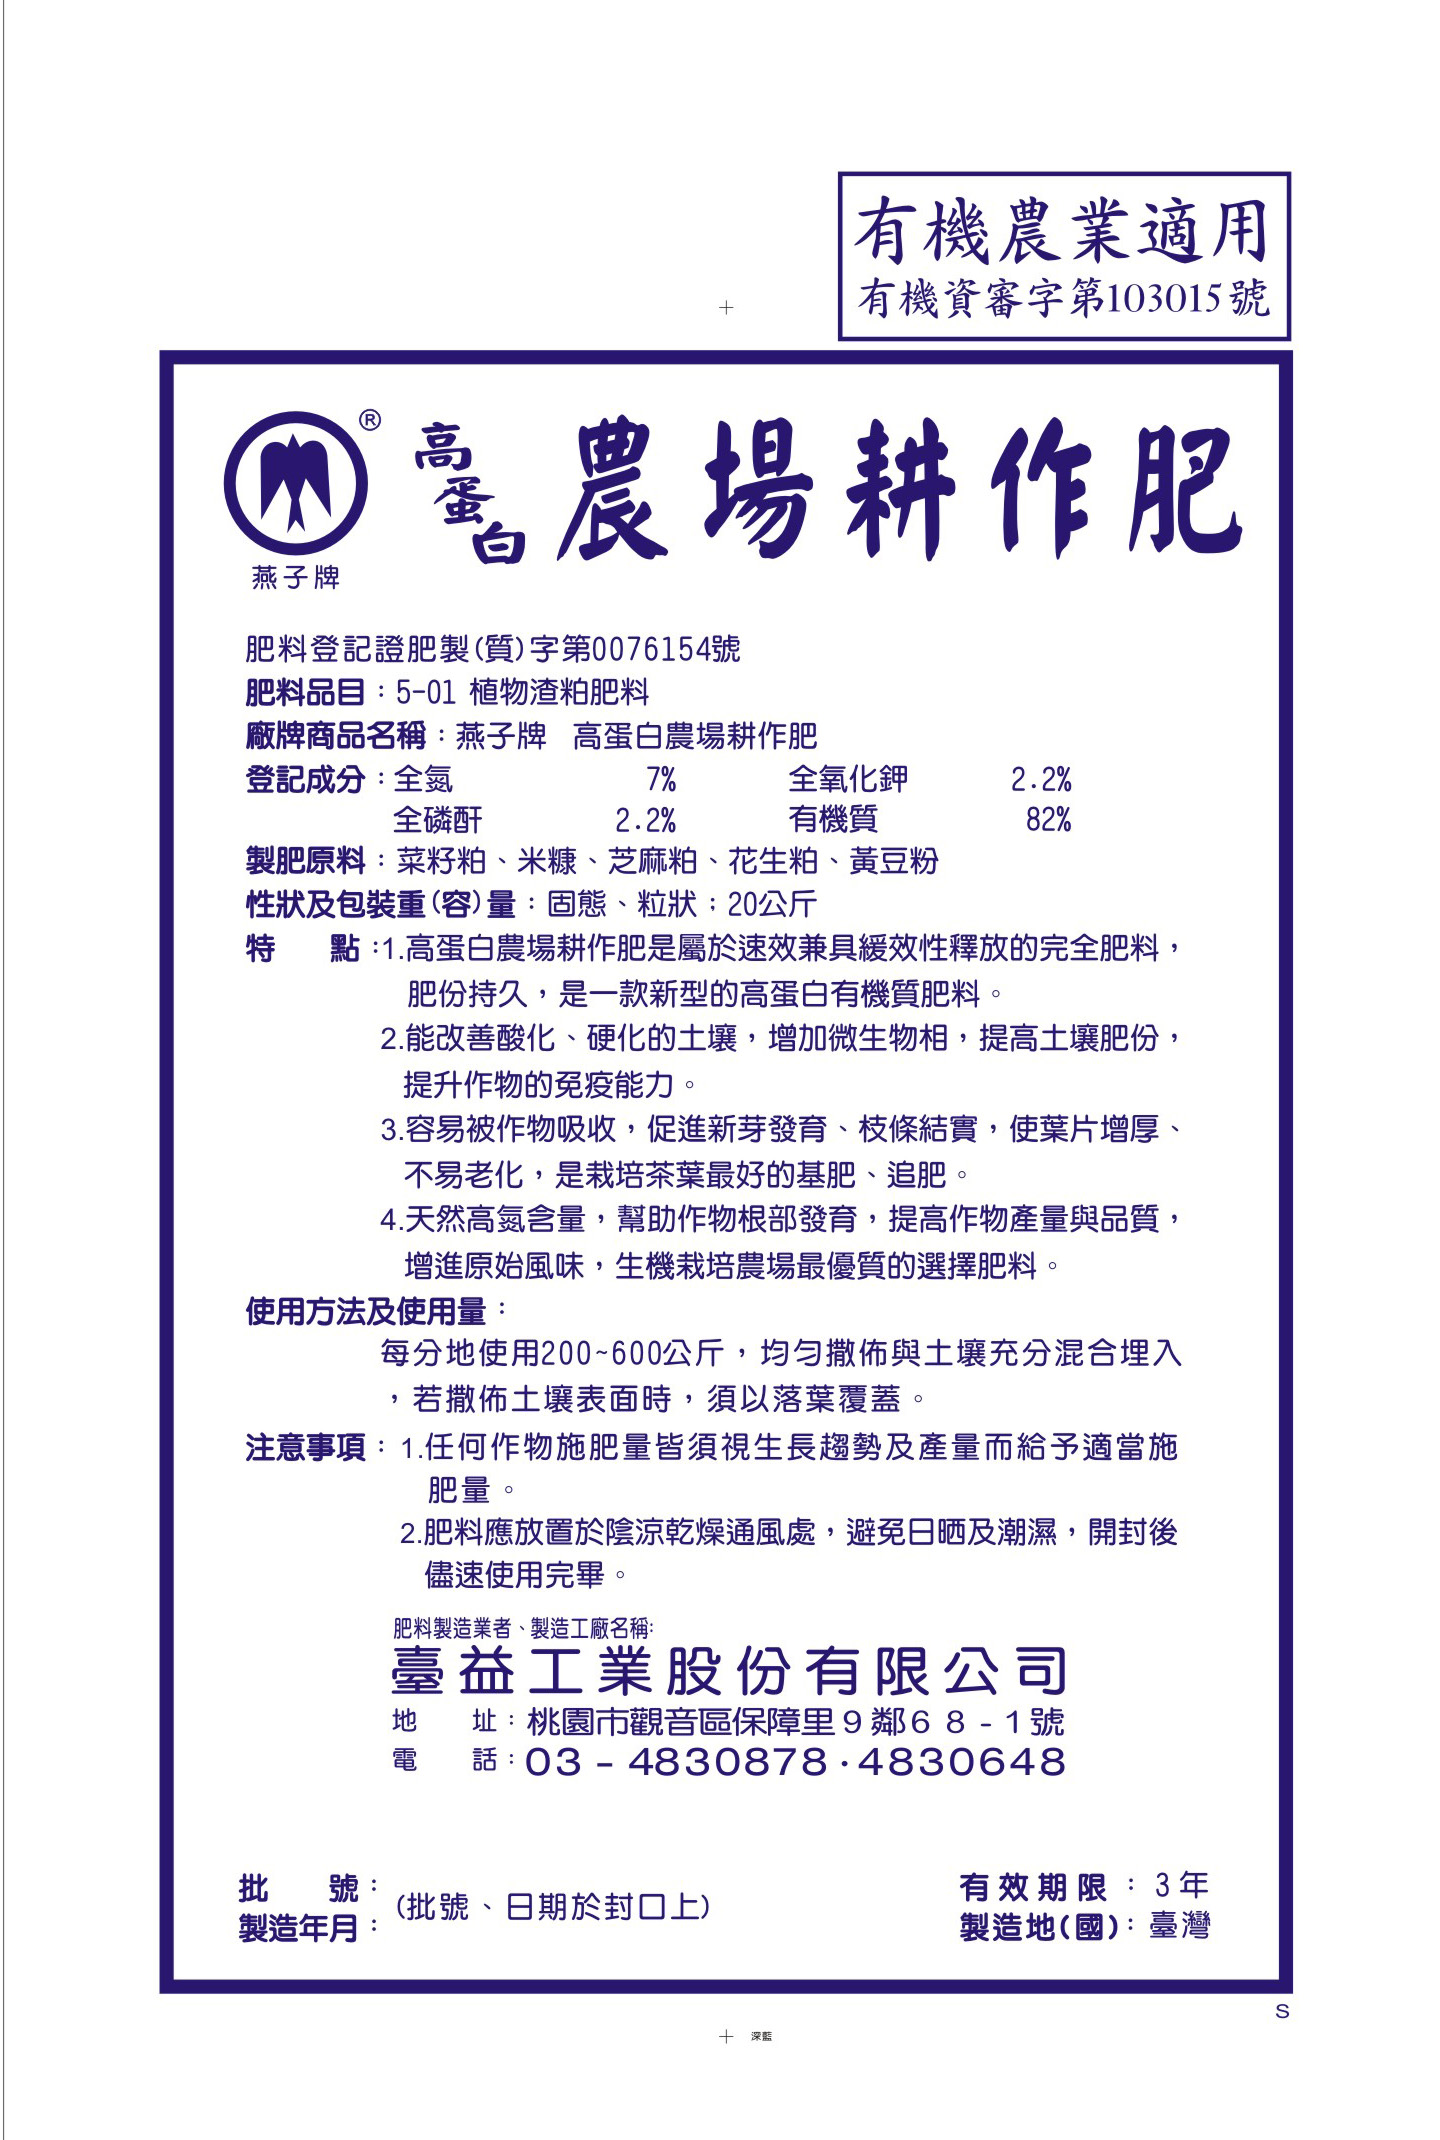 有機農業適用
有機資審字第103015號
®
高蛋白 農場耕作肥
燕子牌
肥料登記證肥製(質)字第0076154號
肥料品目：5-01 植物渣粕肥料
廠牌商品名稱：燕子牌 高蛋白農場耕作肥
登記成分：全氮 7% 全氧化鉀 2.2%
全磷酐 2.2% 有機質 82%
製肥原料：菜籽粕、米糠、芝麻粕、花生粕、黃豆粉
性狀及包裝重(容)量：固態、粒狀；20公斤
特 點：1.高蛋白農場耕作肥是屬於速效兼具緩效性釋放的完全肥料，
肥份持久，是一款新型的高蛋白有機質肥料。
2.能改善酸化、硬化的土壤，增加微生物相，提高土壤肥份，
提升作物的免疫能力。
3.容易被作物吸收，促進新芽發育、枝條結實，使葉片增厚、
不易老化，是栽培茶葉最好的基肥、追肥。
4.天然高氮含量，幫助作物根部發育，提高作物產量與品質，
增進原始風味，生機栽培農場最優質的選擇肥料。
使用方法及使用量：
每分地使用200~600公斤，均勻撒佈與土壤充分混合埋入
，若撒佈土壤表面時，須以落葉覆蓋。
注意事項：1.任何作物施肥量皆須視生長趨勢及產量而給予適當施
肥量。
2.肥料應放置於陰涼乾燥通風處，避免日晒及潮濕，開封後
儘速使用完畢。
肥料製造業者、製造工廠名稱:
臺益工業股份有限公司
地 址：桃園市觀音區保障里9鄰68-1號
電 話：03-4830878·4830648
批 號：
(批號、日期於封口上)
製造年月：
有效期限：3年
製造地(國)：臺灣
S
深藍